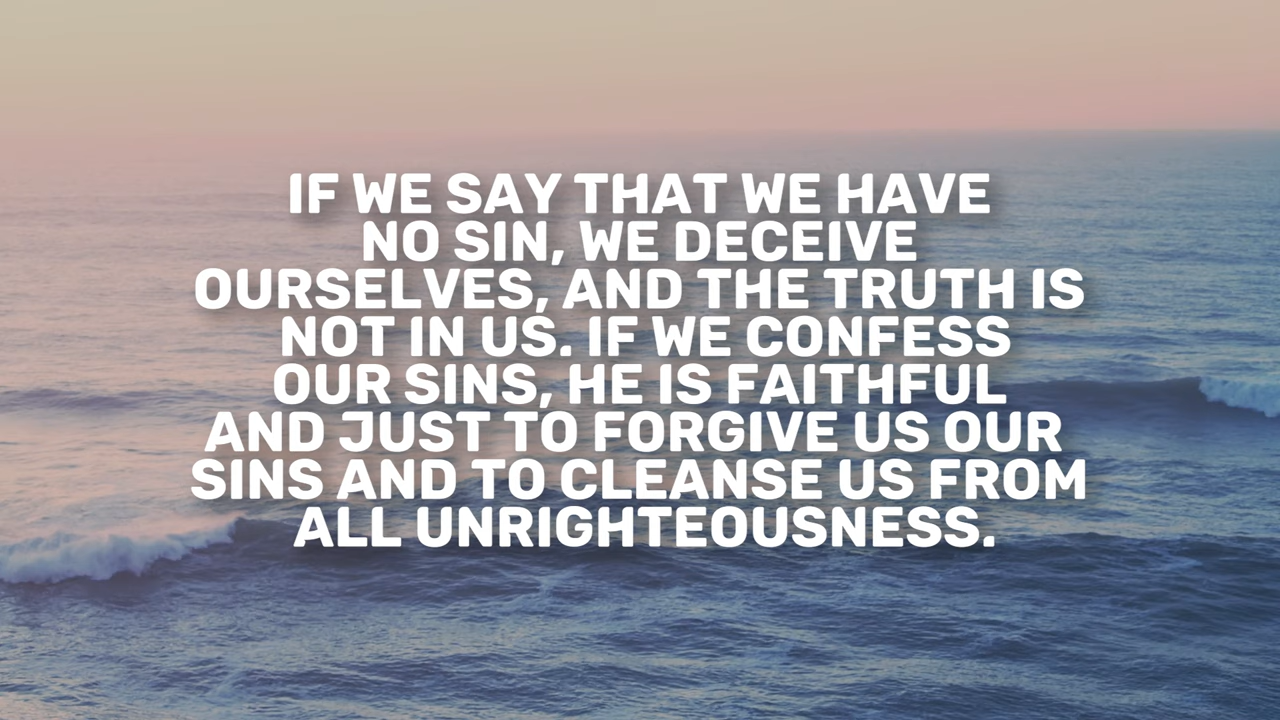 IF WE SAY THAT WE HAVE
NO SIN, WE DECEIVE
OURSELVES, AND THE TRUTH IS
NOT IN US. IF WE CONFESS
OUR SINS, HE IS FAITHFUL
AND JUST TO FORGIVE US OUR
SINS AND TO CLEANSE US FROM
ALL UNRIGHTEOUSNESS.